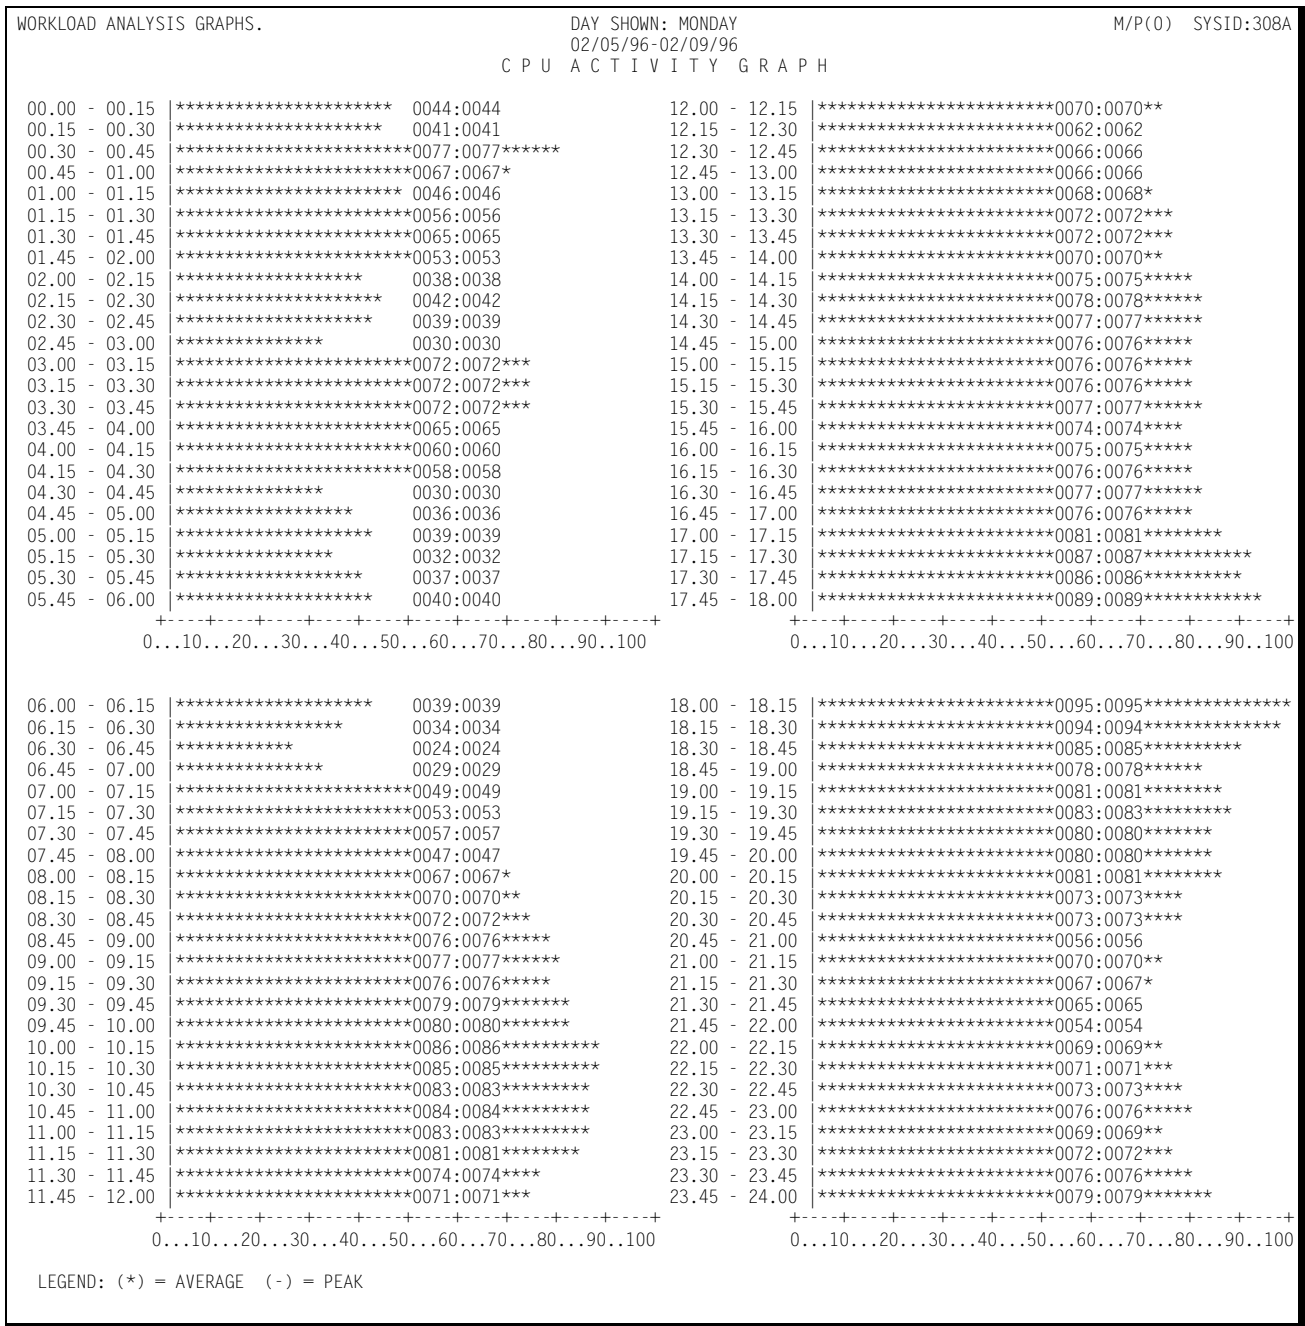 WORKLOAD ANALYSIS GRAPHS. DAY SHOWN: MONDAY M/P(0) SYSID:308A
02/05/96-02/09/96
C P U A C T I V I T Y G R A P H
00.00 - 00.15 |********************** 0044:0044 12.00 - 12.15 |************************0070:0070**
00.15 - 00.30 |********************* 0041:0041 12.15 - 12.30 |************************0062:0062
00.30 - 00.45 |************************0077:0077****** 12.30 - 12.45 |************************0066:0066
00.45 - 01.00 |************************0067:0067* 12.45 - 13.00 |************************0066:0066
01.00 - 01.15 |*********************** 0046:0046 13.00 - 13.15 |************************0068:0068*
01.15 - 01.30 |************************0056:0056 13.15 - 13.30 |************************0072:0072***
01.30 - 01.45 |************************0065:0065 13.30 - 13.45 |************************0072:0072***
01.45 - 02.00 |************************0053:0053 13.45 - 14.00 |************************0070:0070**
02.00 - 02.15 |******************* 0038:0038 14.00 - 14.15 |************************0075:0075*****
02.15 - 02.30 |********************* 0042:0042 14.15 - 14.30 |************************0078:0078******
02.30 - 02.45 |******************** 0039:0039 14.30 - 14.45 |************************0077:0077******
02.45 - 03.00 |*************** 0030:0030 14.45 - 15.00 |************************0076:0076*****
03.00 - 03.15 |************************0072:0072*** 15.00 - 15.15 |************************0076:0076*****
03.15 - 03.30 |************************0072:0072*** 15.15 - 15.30 |************************0076:0076*****
03.30 - 03.45 |************************0072:0072*** 15.30 - 15.45 |************************0077:0077******
03.45 - 04.00 |************************0065:0065 15.45 - 16.00 |************************0074:0074****
04.00 - 04.15 |************************0060:0060 16.00 - 16.15 |************************0075:0075*****
04.15 - 04.30 |************************0058:0058 16.15 - 16.30 |************************0076:0076*****
04.30 - 04.45 |*************** 0030:0030 16.30 - 16.45 |************************0077:0077******
04.45 - 05.00 |****************** 0036:0036 16.45 - 17.00 |************************0076:0076*****
05.00 - 05.15 |******************** 0039:0039 17.00 - 17.15 |************************0081:0081********
05.15 - 05.30 |**************** 0032:0032 17.15 - 17.30 |************************0087:0087***********
05.30 - 05.45 |******************* 0037:0037 17.30 - 17.45 |************************0086:0086**********
05.45 - 06.00 |******************** 0040:0040 17.45 - 18.00 |************************0089:0089************
+----+----+----+----+----+----+----+----+----+----+ +----+----+----+----+----+----+----+----+----+----+
0...10...20...30...40...50...60...70...80...90..100 0...10...20...30...40...50...60...70...80...90..100
06.00 - 06.15 |******************** 0039:0039 18.00 - 18.15 |************************0095:0095***************
06.15 - 06.30 |***************** 0034:0034 18.15 - 18.30 |************************0094:0094**************
06.30 - 06.45 |************ 0024:0024 18.30 - 18.45 |************************0085:0085**********
06.45 - 07.00 |*************** 0029:0029 18.45 - 19.00 |************************0078:0078******
07.00 - 07.15 |************************0049:0049 19.00 - 19.15 |************************0081:0081********
07.15 - 07.30 |************************0053:0053 19.15 - 19.30 |************************0083:0083*********
07.30 - 07.45 |************************0057:0057 19.30 - 19.45 |************************0080:0080*******
07.45 - 08.00 |************************0047:0047 19.45 - 20.00 |************************0080:0080*******
08.00 - 08.15 |************************0067:0067* 20.00 - 20.15 |************************0081:0081********
08.15 - 08.30 |************************0070:0070** 20.15 - 20.30 |************************0073:0073****
08.30 - 08.45 |************************0072:0072*** 20.30 - 20.45 |************************0073:0073****
08.45 - 09.00 |************************0076:0076***** 20.45 - 21.00 |************************0056:0056
09.00 - 09.15 |************************0077:0077****** 21.00 - 21.15 |************************0070:0070**
09.15 - 09.30 |************************0076:0076***** 21.15 - 21.30 |************************0067:0067*
09.30 - 09.45 |************************0079:0079******* 21.30 - 21.45 |************************0065:0065
09.45 - 10.00 |************************0080:0080******* 21.45 - 22.00 |************************0054:0054
10.00 - 10.15 |************************0086:0086********** 22.00 - 22.15 |************************0069:0069**
10.15 - 10.30 |************************0085:0085********** 22.15 - 22.30 |************************0071:0071***
10.30 - 10.45 |************************0083:0083********* 22.30 - 22.45 |************************0073:0073****
10.45 - 11.00 |************************0084:0084********* 22.45 - 23.00 |************************0076:0076*****
11.00 - 11.15 |************************0083:0083********* 23.00 - 23.15 |************************0069:0069**
11.15 - 11.30 |************************0081:0081******** 23.15 - 23.30 |************************0072:0072***
11.30 - 11.45 |************************0074:0074**** 23.30 - 23.45 |************************0076:0076*****
11.45 - 12.00 |************************0071:0071*** 23.45 - 24.00 |************************0079:0079*******
+----+----+----+----+----+----+----+----+----+----+ +----+----+----+----+----+----+----+----+----+----+
0...10...20...30...40...50...60...70...80...90..100 0...10...20...30...40...50...60...70...80...90..100
LEGEND: (*) = AVERAGE (-) = PEAK